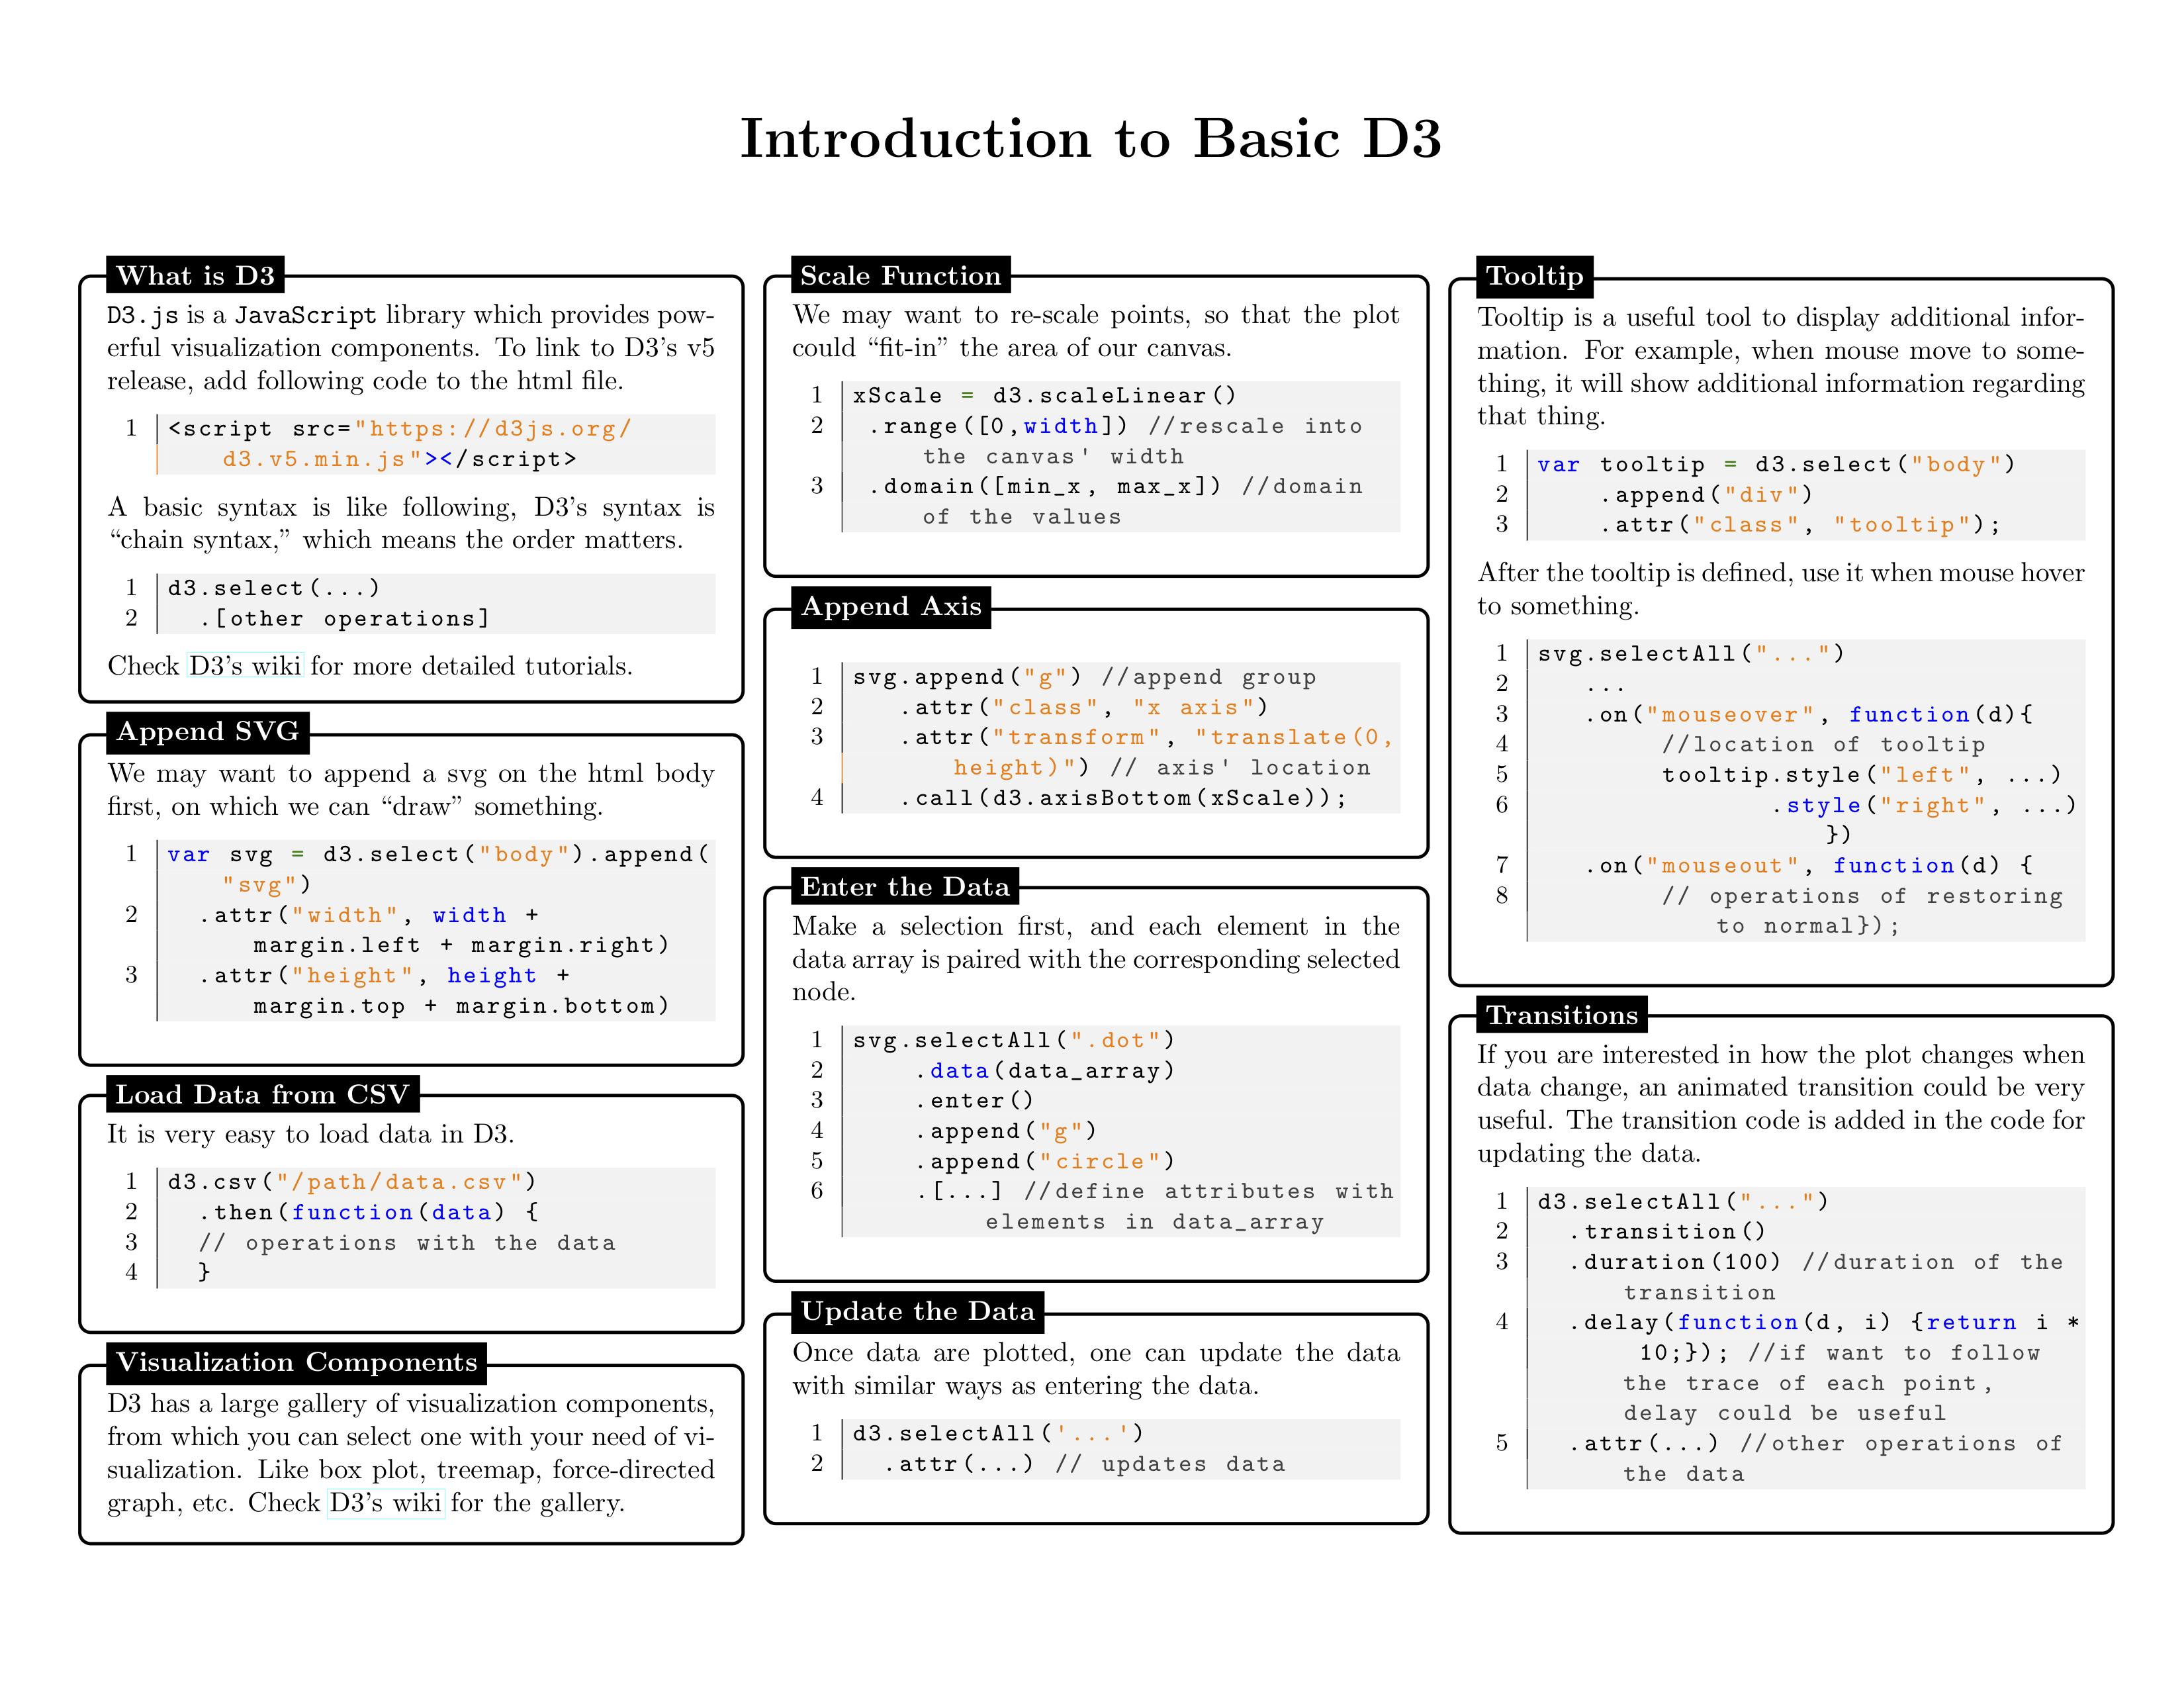 Introduction to Basic D3
What is D3
D3.js is a JavaScript library which provides pow-
erful visualization components. To link to D3's v5
release, add following code to the html file.
1 <script src="https://d3js.org/
d3.v5.min.js"></script>
A basic syntax is like following, D3's syntax is
“chain syntax,” which means the order matters.
1 d3.select(...)
2 .[other operations]
Check D3's wiki for more detailed tutorials.
Append SVG
We may want to append a svg on the html body
first, on which we can “draw” something.
1 var svg = d3.select("body").append(
"svg")
2 .attr("width", width +
margin.left + margin.right)
3 .attr("height", height +
margin.top + margin.bottom)
Load Data from CSV
It is very easy to load data in D3.
1 d3.csv("/path/data.csv")
2 .then(function(data) {
3 // operations with the data
4 }
Visualization Components
D3 has a large gallery of visualization components,
from which you can select one with your need of vi-
sualization. Like box plot, treemap, force-directed
graph, etc. Check D3's wiki for the gallery.
Scale Function
We may want to re-scale points, so that the plot
could “fit-in” the area of our canvas.
1 xScale = d3.scaleLinear()
2 .range([0,width]) //rescale into
the canvas' width
3 .domain([min_x, max_x]) //domain
of the values
Append Axis
1 svg.append("g") //append group
2 .attr("class", "x axis")
3 .attr("transform", "translate(0,
height)") // axis' location
4 .call(d3.axisBottom(xScale));
Enter the Data
Make a selection first, and each element in the
data array is paired with the corresponding selected
node.
1 svg.selectAll(".dot")
2 .data(data_array)
3 .enter()
4 .append("g")
5 .append("circle")
6 .[...] //define attributes with
elements in data_array
Update the Data
Once data are plotted, one can update the data
with similar ways as entering the data.
1 d3.selectAll('...')
2 .attr(...) // updates data
Tooltip
Tooltip is a useful tool to display additional infor-
mation. For example, when mouse move to some-
thing, it will show additional information regarding
that thing.
1 var tooltip = d3.select("body")
2 .append("div")
3 .attr("class", "tooltip");
After the tooltip is defined, use it when mouse hover
to something.
1 svg.selectAll("...")
2 ...
3 .on("mouseover", function(d){
4 //location of tooltip
5 tooltip.style("left", ...)
6 .style("right", ...)
})
7 .on("mouseout", function(d) {
8 // operations of restoring
to normal});
Transitions
If you are interested in how the plot changes when
data change, an animated transition could be very
useful. The transition code is added in the code for
updating the data.
1 d3.selectAll("...")
2 .transition()
3 .duration(100) //duration of the
transition
4 .delay(function(d, i) {return i *
10;}); //if want to follow
the trace of each point,
delay could be useful
5 .attr(...) //other operations of
the data